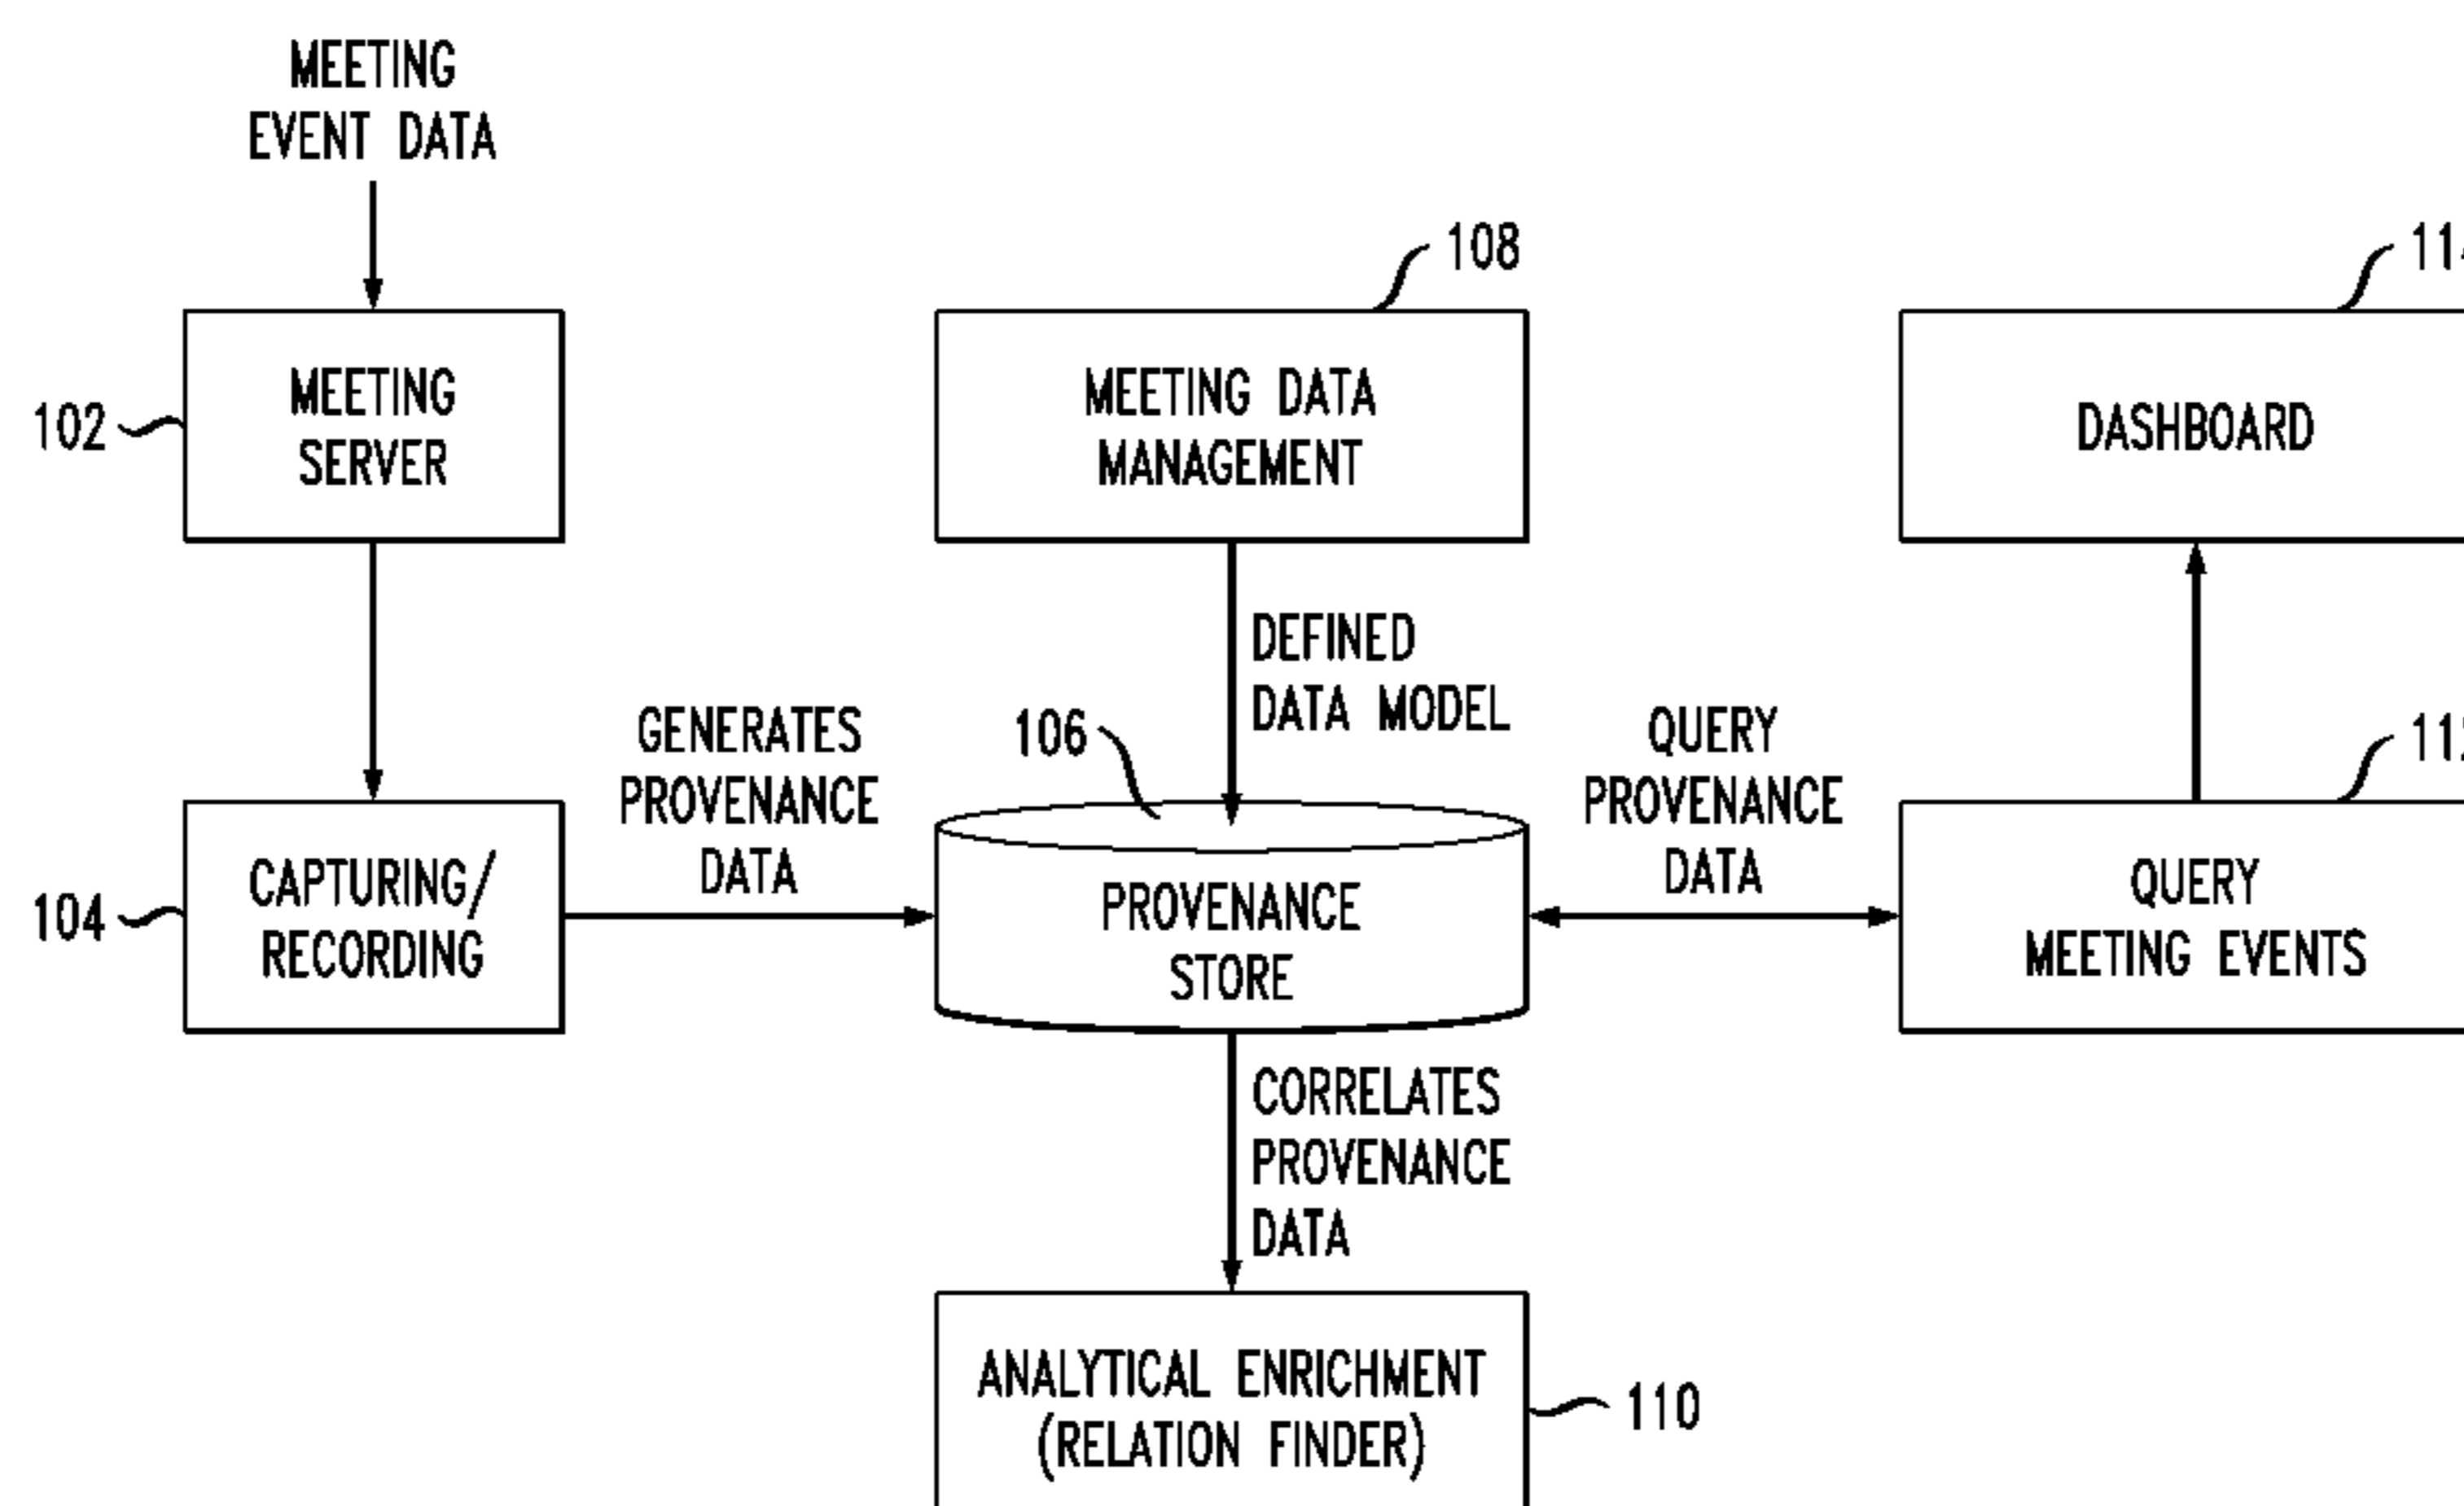 MEETING
EVENT DATA
108
MEETING
SERVER
102
MEETING DATA
MANAGEMENT
DASHBOARD
DEFINED
DATA MODEL
GENERATES
PROVENANCE
DATA
106
QUERY
PROVENANCE
DATA
CAPTURING/
RECORDING
104
PROVENANCE
STORE
QUERY
MEETING EVENTS
CORRELATES
PROVENANCE
DATA
ANALYTICAL ENRICHMENT
(RELATION FINDER)
110